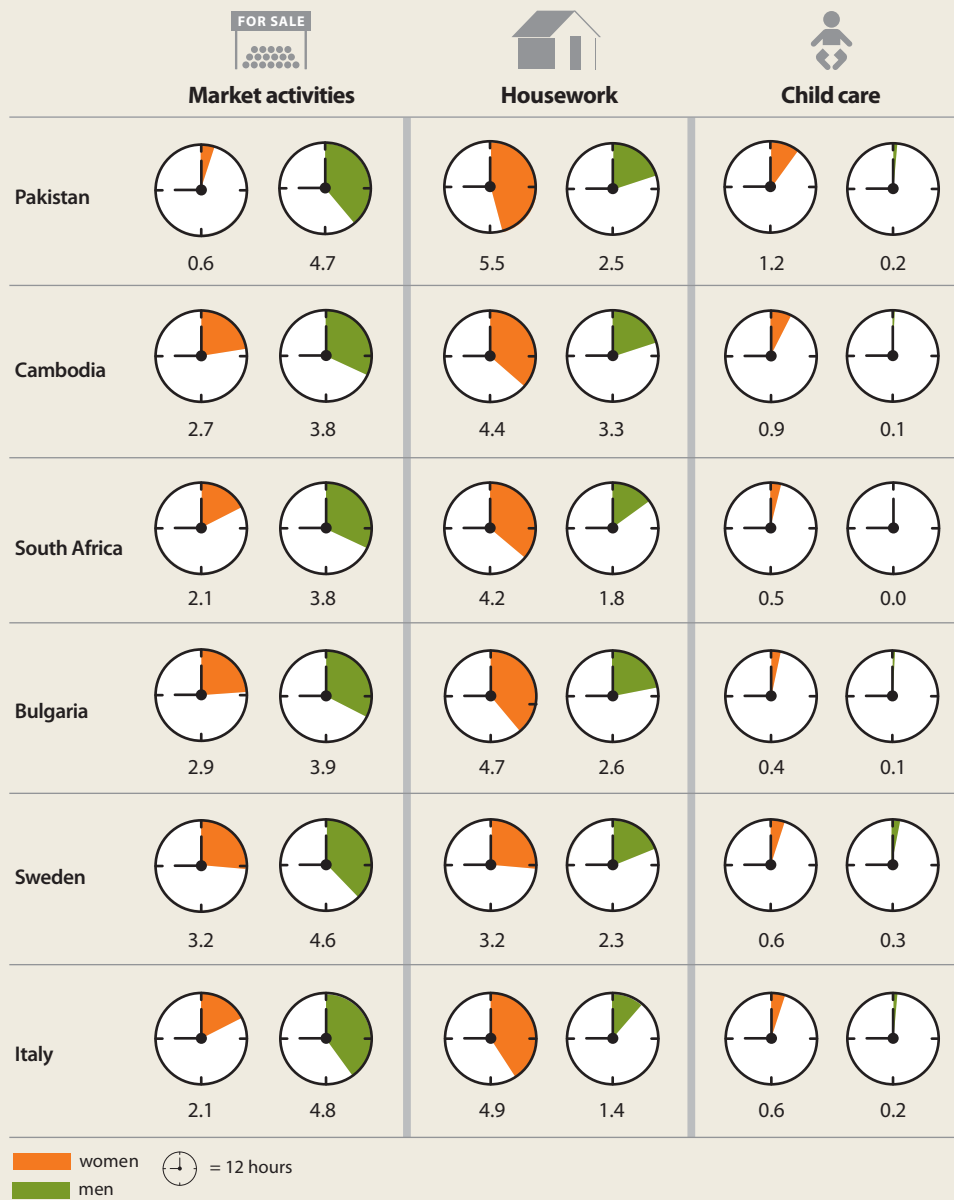 FOR SALE
Market activities Housework Child care
Pakistan
0.6 4.7 5.5 2.5 1.2 0.2
Cambodia
2.7 3.8 4.4 3.3 0.9 0.1
South Africa
2.1 3.8 4.2 1.8 0.5 0.0
Bulgaria
2.9 3.9 4.7 2.6 0.4 0.1
Sweden
3.2 4.6 3.2 2.3 0.6 0.3
Italy
2.1 4.8 4.9 1.4 0.6 0.2
women = 12 hours
men